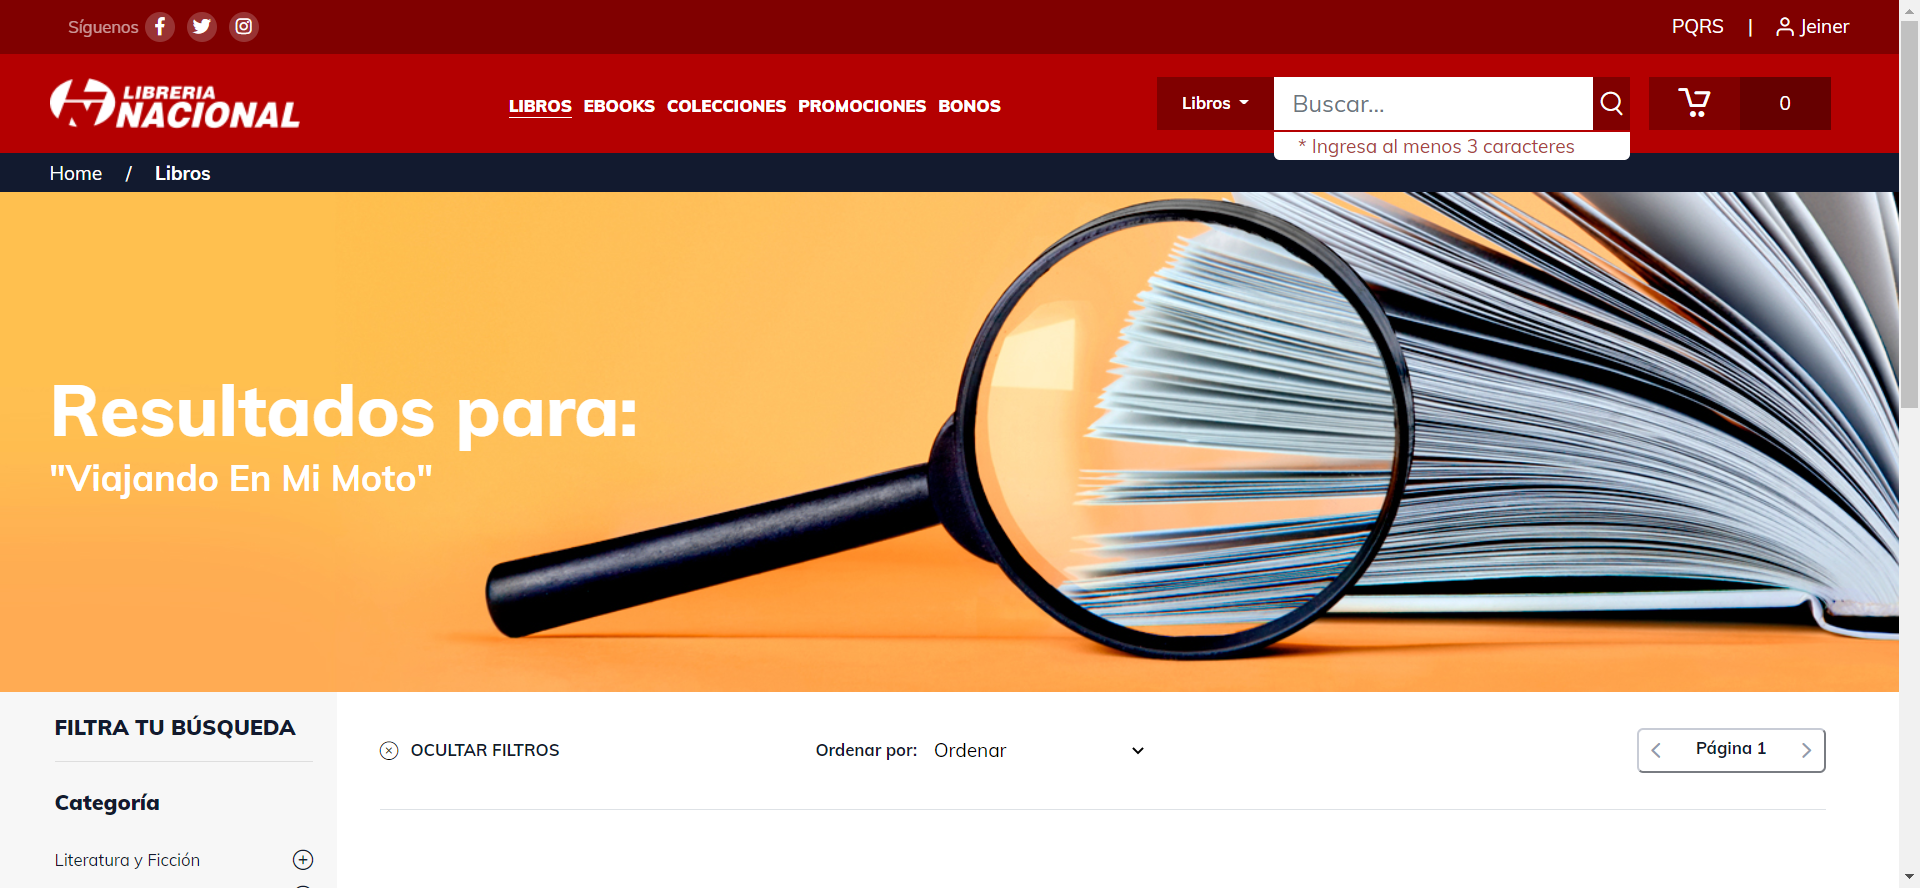 Síguenos
PQRS | Jeiner
LIBRERIA
NACIONAL
LIBROS EBOOKS COLECCIONES PROMOCIONES BONOS
Libros
Buscar...
0
* Ingresa al menos 3 caracteres
Home / Libros
Resultados para:
"Viajando En Mi Moto"
FILTRA TU BÚSQUEDA
OCULTAR FILTROS
Ordenar por: Ordenar
Página 1
Categoría
Literatura y Ficción